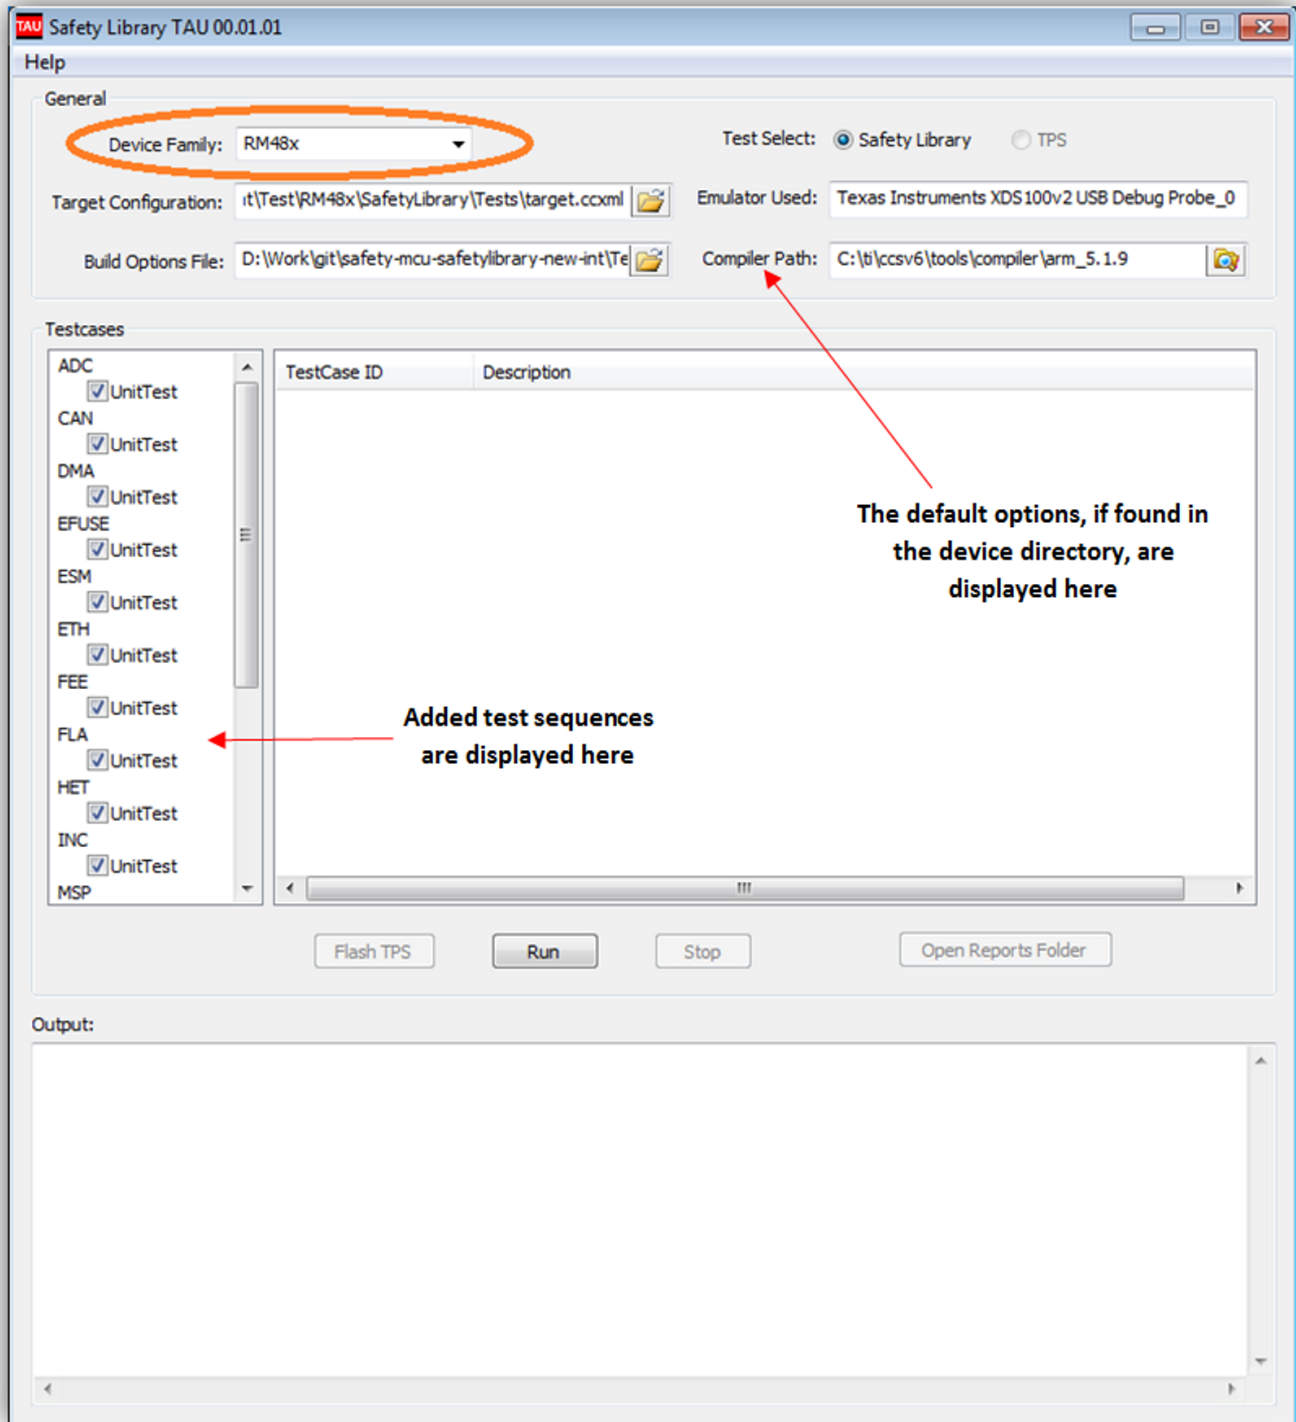 TAU Safety Library TAU 00.01.01
Help
General
Device Family: RM48x Test Select: Safety Library TPS
Target Configuration: ıt\Test\RM48x\SafetyLibrary\Tests\target.ccxml Emulator Used: Texas Instruments XDS100v2 USB Debug Probe_0
Build Options File: D:\Work\git\safety-mcu-safetylibrary-new-int\Te Compiler Path: C:\ti\ccsv6\tools\compiler\arm_5.1.9
Testcases
TestCase ID Description
ADC
UnitTest
CAN
UnitTest
DMA
UnitTest
EFUSE
UnitTest
ESM
UnitTest
ETH
UnitTest
FEE
UnitTest
FLA
UnitTest
HET
UnitTest
INC
UnitTest
MSP
The default options, if found in
the device directory, are
displayed here
Added test sequences
are displayed here
Flash TPS Run Stop Open Reports Folder
Output: